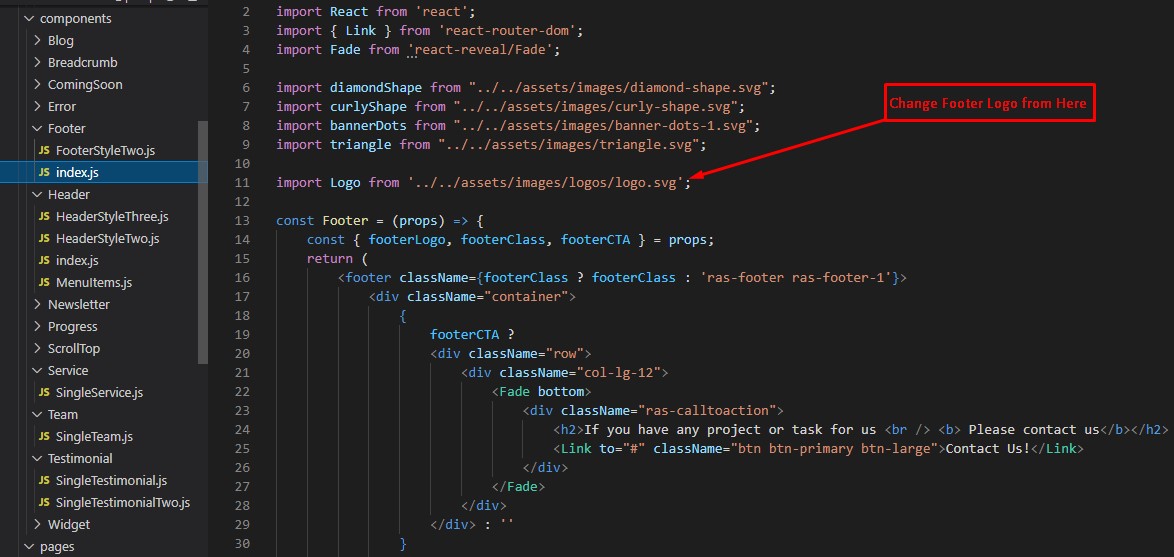 components
Blog
Breadcrumb
ComingSoon
Error
Footer
JS FooterStyleTwo.js
JS index.js
Header
JS HeaderStyleThree.js
JS HeaderStyleTwo.js
JS index.js
JS MenuItems.js
Newsletter
Progress
ScrollTop
Service
JS SingleService.js
Team
JS SingleTeam.js
Testimonial
JS SingleTestimonial.js
JS SingleTestimonialTwo.js
Widget
pages
2 import React from 'react';
3 import { Link } from 'react-router-dom';
4 import Fade from 'react-reveal/Fade';
5
6 import diamondShape from "../../assets/images/diamond-shape.svg";
7 import curlyShape from "../../assets/images/curly-shape.svg";
8 import bannerDots from "../../assets/images/banner-dots-1.svg";
9 import triangle from "../../assets/images/triangle.svg";
10
11 import Logo from '../../assets/images/logos/logo.svg';
12
13 const Footer = (props) => {
14 const { footerLogo, footerClass, footerCTA } = props;
15 return (
16 <footer className={footerClass ? footerClass : 'ras-footer ras-footer-1'}>
17 <div className="container">
18 {
19 footerCTA ?
20 <div className="row">
21 <div className="col-lg-12">
22 <Fade bottom>
23 <div className="ras-calltoaction">
24 <h2>If you have any project or task for us <br /> <b> Please contact us</b></h2>
25 <Link to="#" className="btn btn-primary btn-large">Contact Us!</Link>
26 </div>
27 </Fade>
28 </div>
29 </div> : ''
30 }
Change Footer Logo from Here